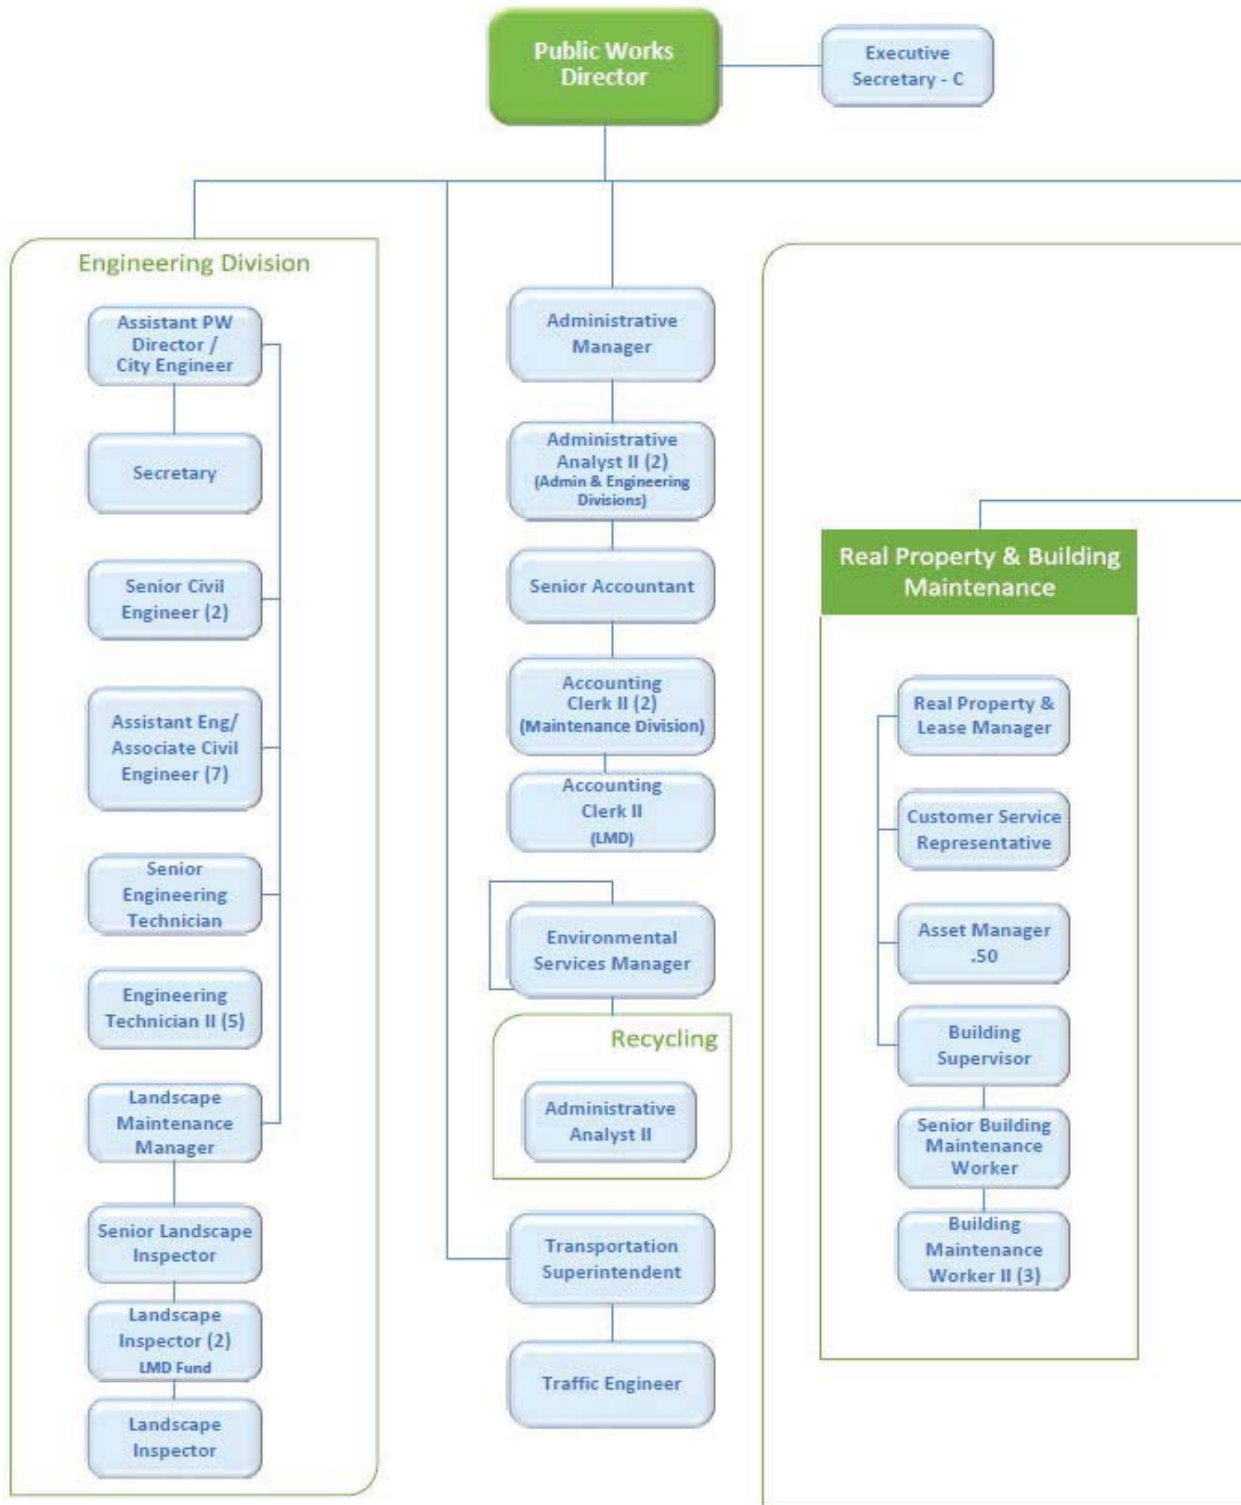 Public Works
Director
Executive
Secretary - C
Engineering Division
Assistant PW
Director /
City Engineer
Secretary
Senior Civil
Engineer (2)
Assistant Eng/
Associate Civil
Engineer (7)
Senior
Engineering
Technician
Engineering
Technician II (5)
Landscape
Maintenance
Manager
Senior Landscape
Inspector
Landscape
Inspector (2)
LMD Fund
Landscape
Inspector
Administrative
Manager
Administrative
Analyst II (2)
(Admin & Engineering
Divisions)
Senior Accountant
Accounting
Clerk II (2)
(Maintenance Division)
Accounting
Clerk II
(LMD)
Environmental
Services Manager
Recycling
Administrative
Analyst II
Transportation
Superintendent
Traffic Engineer
Real Property & Building
Maintenance
Real Property &
Lease Manager
Customer Service
Representative
Asset Manager
.50
Building
Supervisor
Senior Building
Maintenance
Worker
Building
Maintenance
Worker II (3)